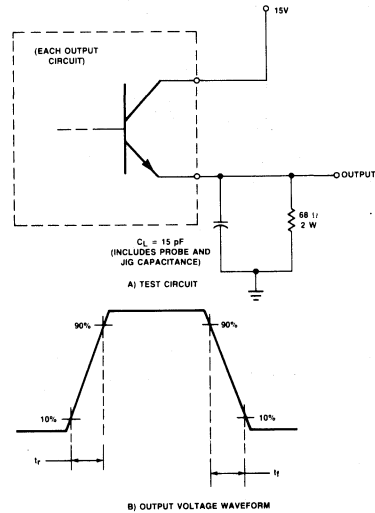 15V
(EACH OUTPUT
CIRCUIT)
OUTPUT
68 Ω
2 W
CL = 15 pF
(INCLUDES PROBE AND
JIG CAPACITANCE)
A) TEST CIRCUIT
90%
90%
10%
10%
tr
tf
B) OUTPUT VOLTAGE WAVEFORM